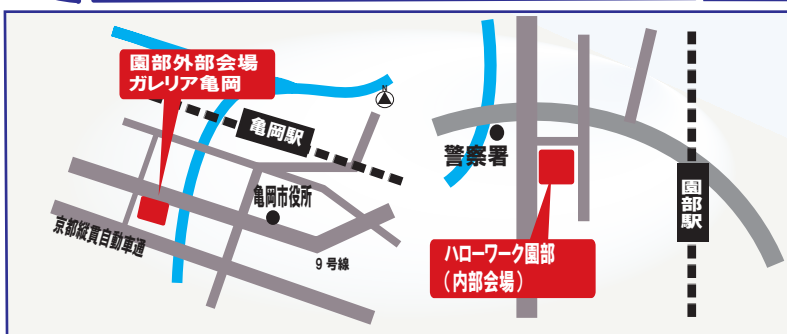 園部外部会場
ガレリア亀岡
N
亀岡駅
亀岡市役所
京都縦貫自動車通
9号線
警察署
園部駅
ハローワーク園部
(内部会場)